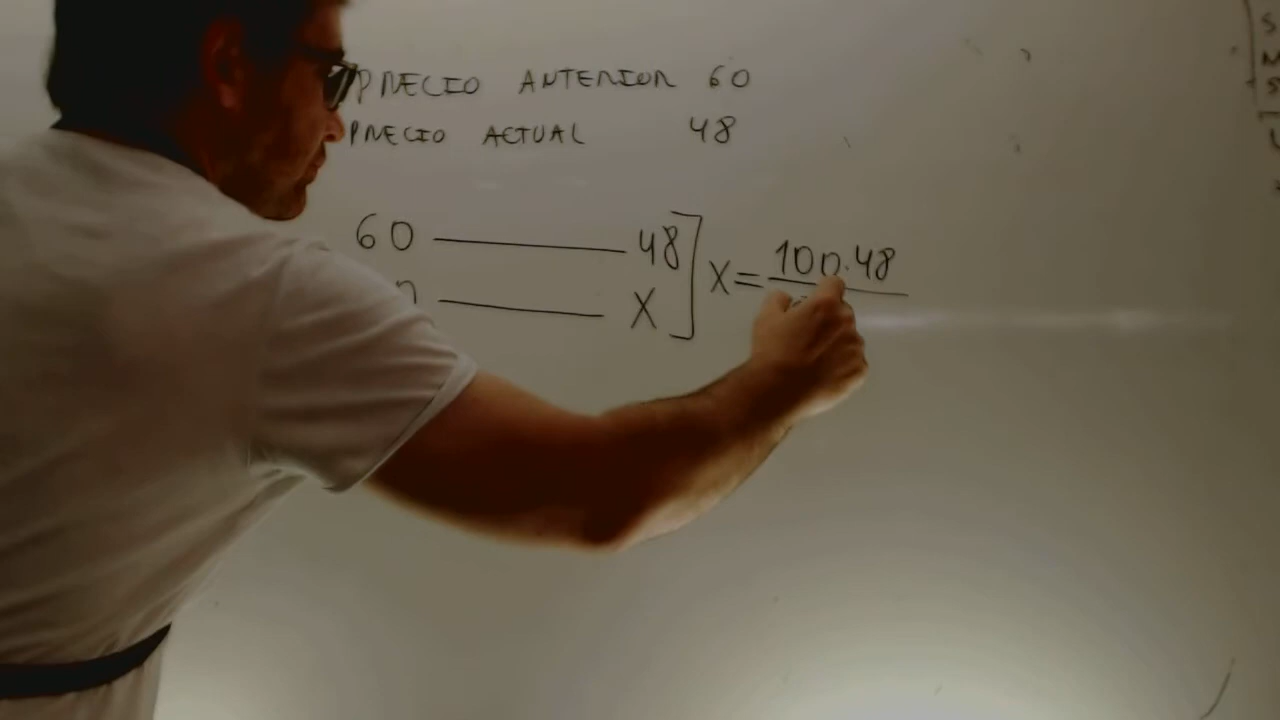 PRECIO ANTERIOR 60
PRECIO ACTUAL 48
60 48
X
X = 100.48